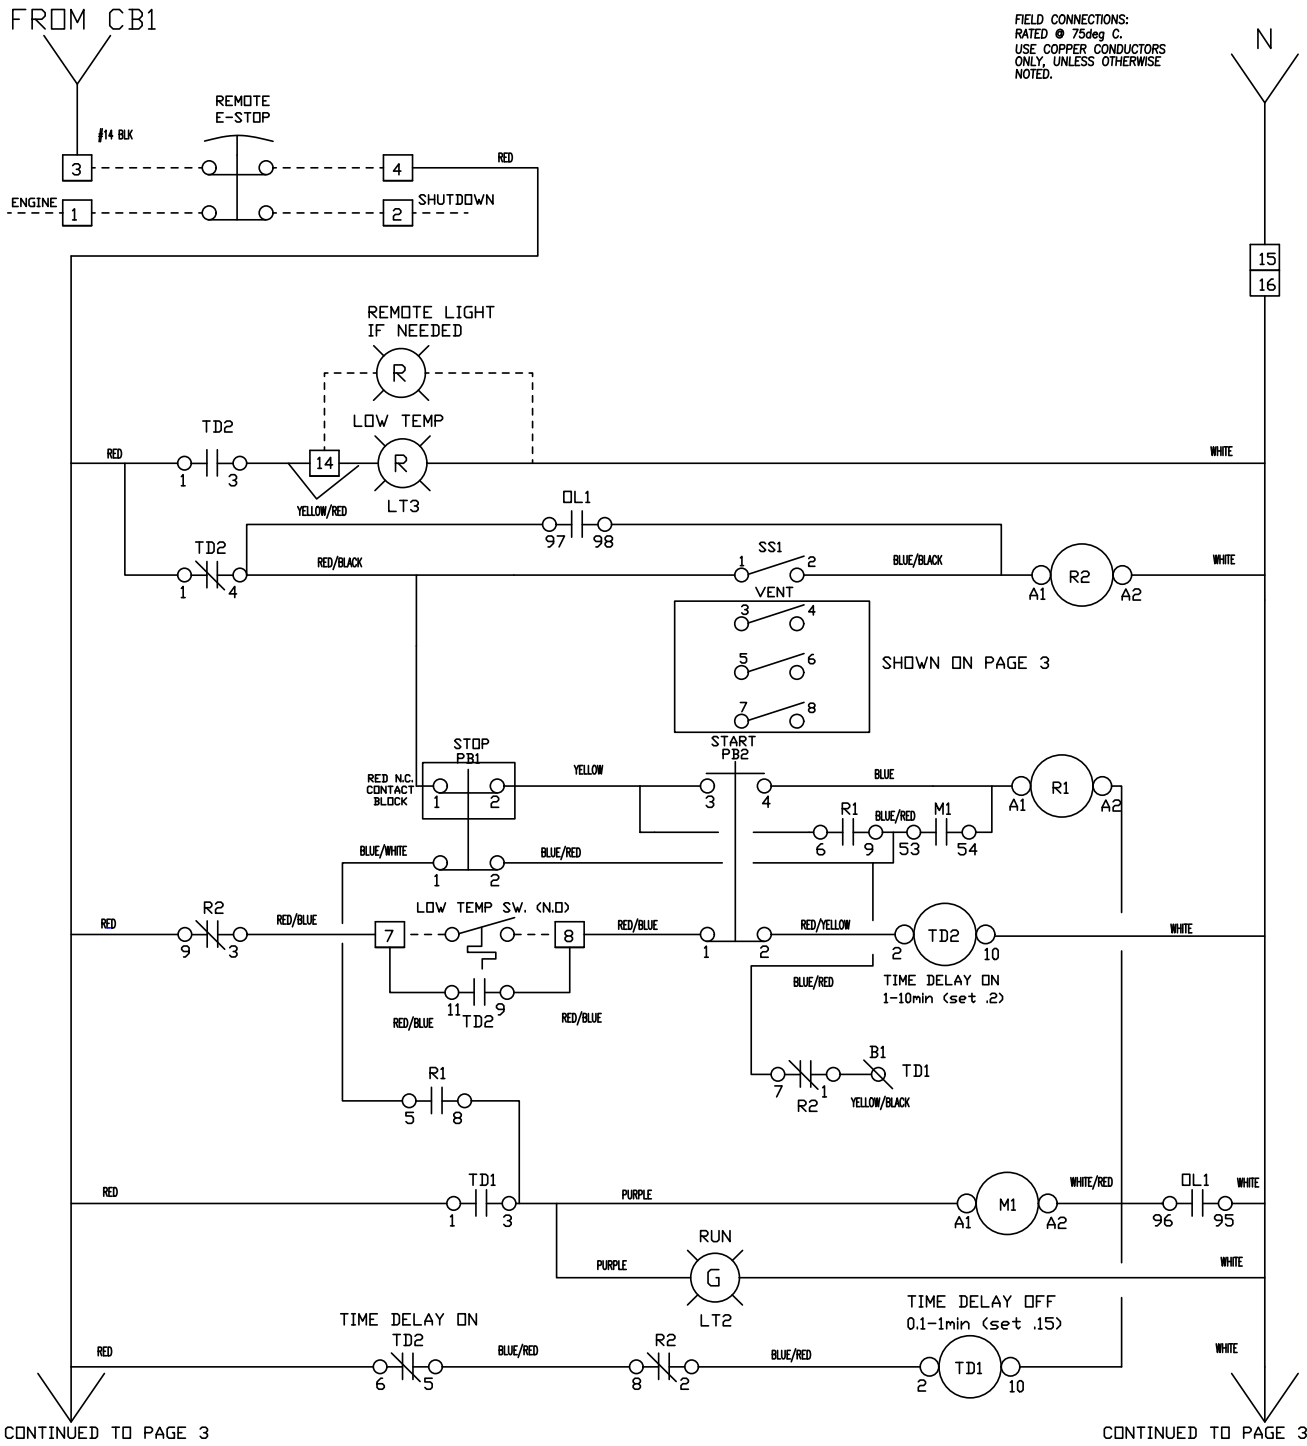 FROM CB1
FIELD CONNECTIONS:
RATED @ 75deg C.
USE COPPER CONDUCTORS
ONLY, UNLESS OTHERWISE
NOTED.
N
REMOTE
E-STOP
#14 BLK
3
4
RED
ENGINE
1
2
SHUTDOWN
15
16
REMOTE LIGHT
IF NEEDED
R
LOW TEMP
TD2
RED
1
3
14
R
WHITE
YELLOW/RED
LT3
OL1
97
98
TD2
1
4
RED/BLACK
SS1
1
2
BLUE/BLACK
A1
R2
A2
WHITE
VENT
3
4
5
6
7
8
SHOWN ON PAGE 3
STOP
PB1
START
PB2
RED N.C.
CONTACT
BLOCK
1
2
YELLOW
3
4
BLUE
A1
R1
A2
R1
BLUE/RED
M1
6
9
53
54
BLUE/WHITE
1
2
BLUE/RED
RED
R2
9
3
RED/BLUE
LOW TEMP SW. (N.O)
7
8
RED/BLUE
1
2
RED/YELLOW
2
TD2
10
WHITE
TIME DELAY ON
1-10min (set .2)
BLUE/RED
11
9
TD2
RED/BLUE
RED/BLUE
B1
TD1
7
1
R2
YELLOW/BLACK
R1
5
8
RED
TD1
1
3
PURPLE
A1
M1
A2
WHITE/RED
OL1
96
95
WHITE
RUN
PURPLE
G
LT2
WHITE
TIME DELAY ON
TD2
TIME DELAY OFF
0.1-1min (set .15)
RED
6
5
BLUE/RED
R2
8
2
BLUE/RED
2
TD1
10
WHITE
CONTINUED TO PAGE 3
CONTINUED TO PAGE 3